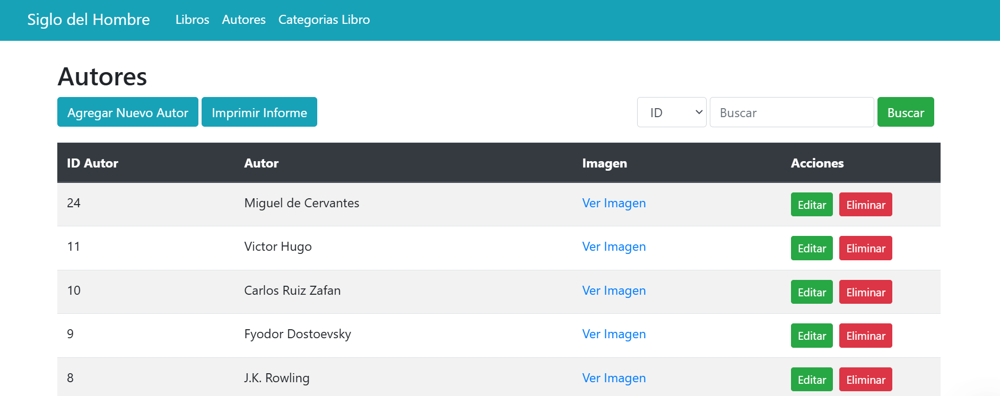 Siglo del Hombre Libros Autores Categorias Libro
Autores
Agregar Nuevo Autor Imprimir Informe ID Buscar Buscar
ID Autor Autor Imagen Acciones
24 Miguel de Cervantes Ver Imagen Editar Eliminar
11 Victor Hugo Ver Imagen Editar Eliminar
10 Carlos Ruiz Zafan Ver Imagen Editar Eliminar
9 Fyodor Dostoevsky Ver Imagen Editar Eliminar
8 J.K. Rowling Ver Imagen Editar Eliminar